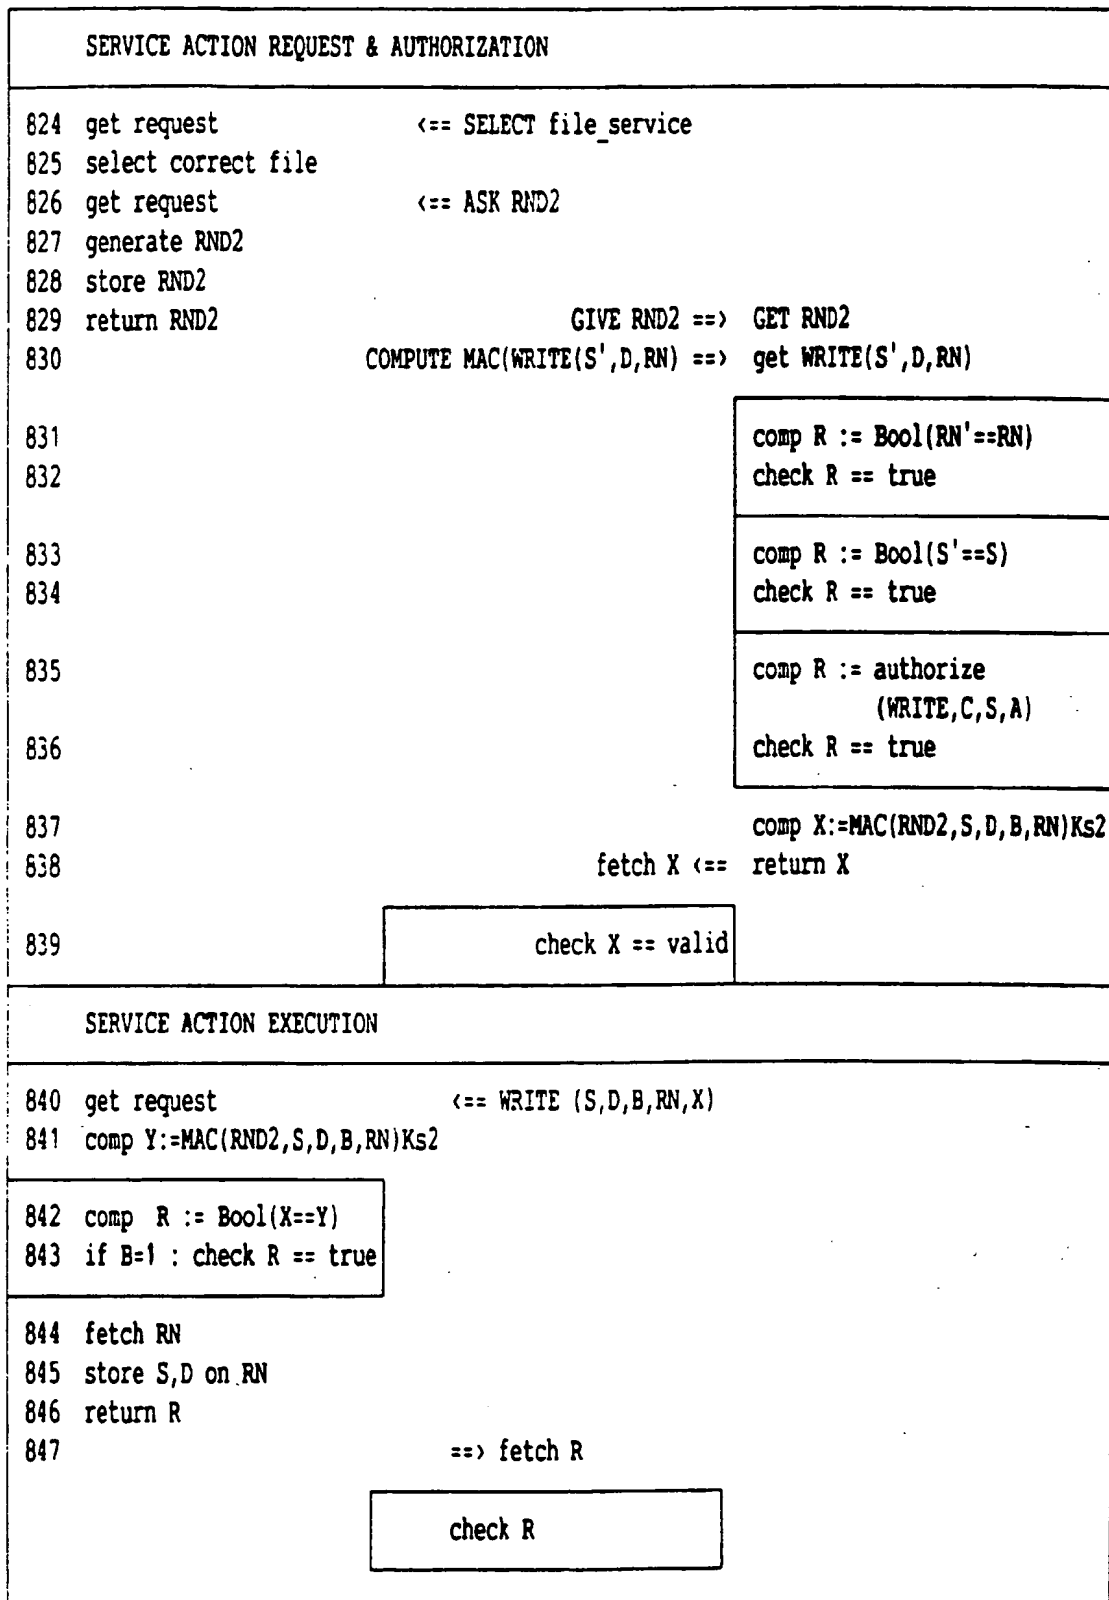 SERVICE ACTION REQUEST & AUTHORIZATION
824 get request <== SELECT file_service
825 select correct file
826 get request <== ASK RND2
827 generate RND2
828 store RND2
829 return RND2 GIVE RND2 ==> GET RND2
830 COMPUTE MAC(WRITE(S',D,RN) ==> get WRITE(S',D,RN)
831 comp R := Bool(RN'==RN)
832 check R == true
833 comp R := Bool(S'==S)
834 check R == true
835 comp R := authorize
(WRITE,C,S,A)
836 check R == true
837 comp X:=MAC(RND2,S,D,B,RN)Ks2
838 fetch X <== return X
839 check X == valid
SERVICE ACTION EXECUTION
840 get request <== WRITE (S,D,B,RN,X)
841 comp Y:=MAC(RND2,S,D,B,RN)Ks2
842 comp R := Bool(X==Y)
843 if B=1 : check R == true
844 fetch RN
845 store S,D on RN
846 return R
847 ==> fetch R
check R